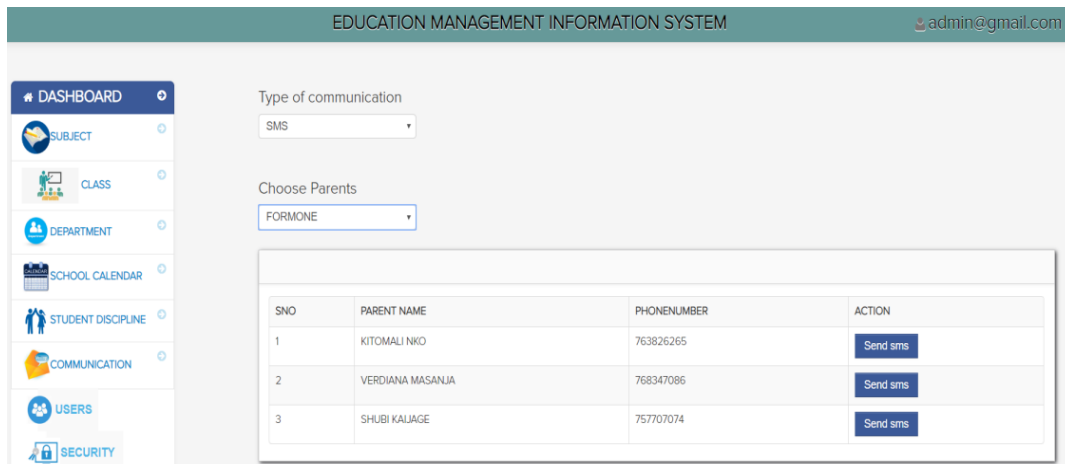 EDUCATION MANAGEMENT INFORMATION SYSTEM
admin@gmail.com
DASHBOARD
SUBJECT
CLASS
DEPARTMENT
CALENDAR
SCHOOL CALENDAR
STUDENT DISCIPLINE
COMMUNICATION
USERS
SECURITY
Type of communication
SMS
Choose Parents
FORMONE
SNO PARENT NAME PHONENUMBER ACTION
1 KITOMALI NKO 763826265 Send sms
2 VERDIANA MASANJA 768347086 Send sms
3 SHUBI KAIJAGE 757707074 Send sms